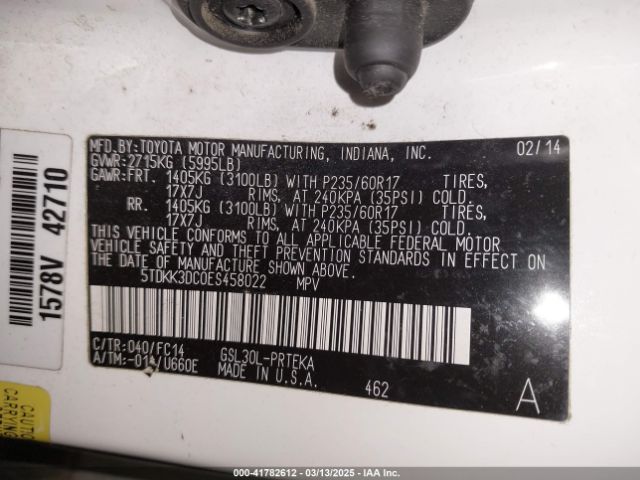 MFD.BY:TOYOTA MOTOR MANUFACTURING, INDIANA, INC. 02/14
GVWR:2715KG (5995LB)
GAWR:FRT. 1405KG (3100LB) WITH P235/60R17 TIRES,
17X7J RIMS, AT 240KPA (35PSI) COLD.
RR. 1405KG (3100LB) WITH P235/60R17 TIRES,
17X7J RIMS, AT 240KPA (35PSI) COLD.
THIS VEHICLE CONFORMS TO ALL APPLICABLE FEDERAL MOTOR
VEHICLE SAFETY AND THEFT PREVENTION STANDARDS IN EFFECT ON
THE DATE OF MANUFACTURE SHOWN ABOVE.
5TDKK3DC0ES458022 MPV
C/TR:040/FC14 GSL30L-PRTEKA
A/TM:-01A/U660E MADE IN U.S.A.
462 A
1578V 42710
CAUTIO
CARRYING
000-41782612 - 03/13/2025 - IAA Inc.